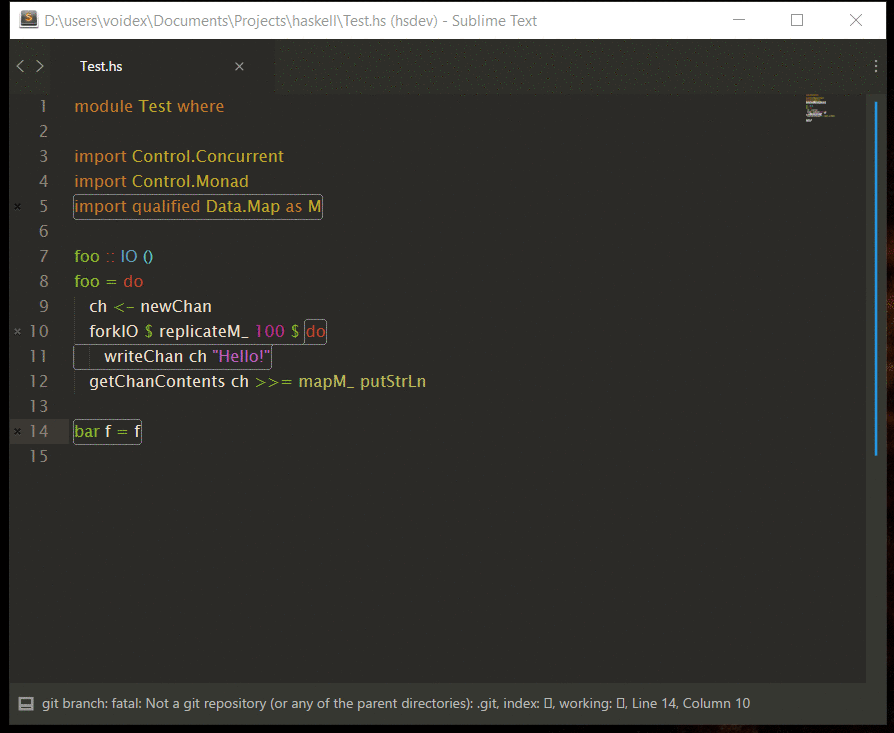 D:\users\voidex\Documents\Projects\haskell\Test.hs (hsdev) - Sublime Text
Test.hs
1 module Test where
2
3 import Control.Concurrent
4 import Control.Monad
5 import qualified Data.Map as M
6
7 foo :: IO ()
8 foo = do
9 ch <- newChan
10 forkIO $ replicateM_ 100 $ do
11 writeChan ch "Hello!"
12 getChanContents ch >>= mapM_ putStrLn
13
14 bar f = f
15
git branch: fatal: Not a git repository (or any of the parent directories): .git, index: ▯, working: ▯, Line 14, Column 10